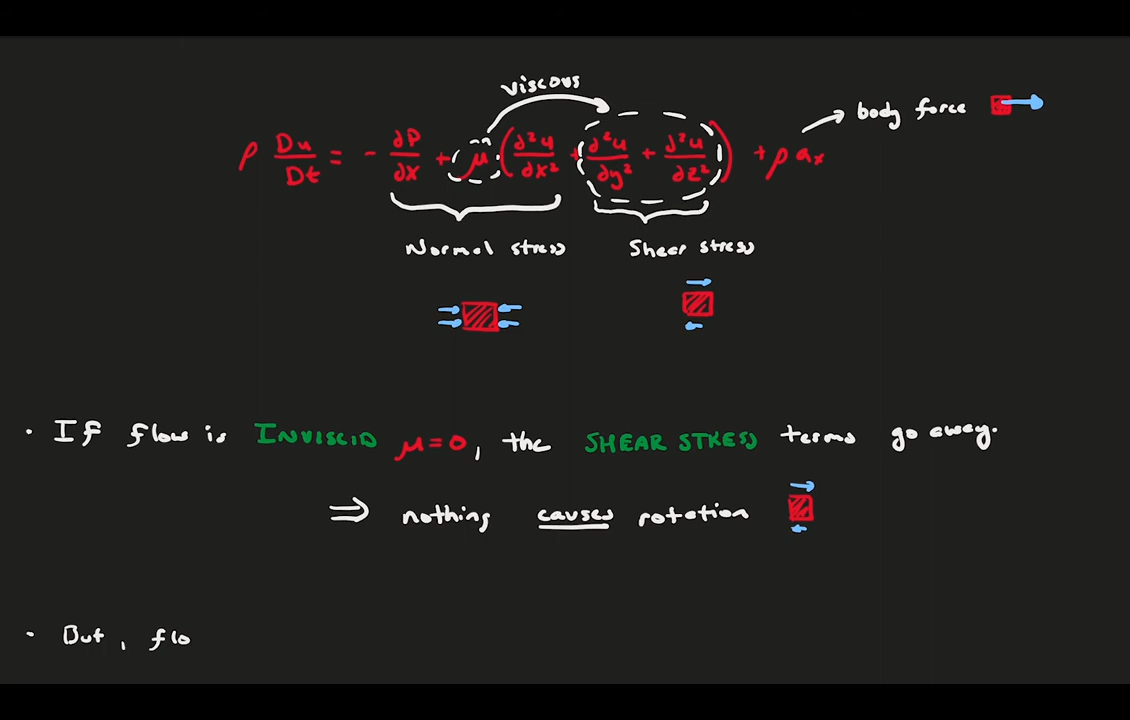 viscous
ρ Du/Dt = - ∂P/∂x + μ (∂²u/∂x² + ∂²u/∂y² + ∂²u/∂z²) + ρ ax
body force
Normal stress
Shear stress
· If flow is INVISCID μ=0, the SHEAR STRESS terms go away.
⇒ nothing causes rotation
· But, flo